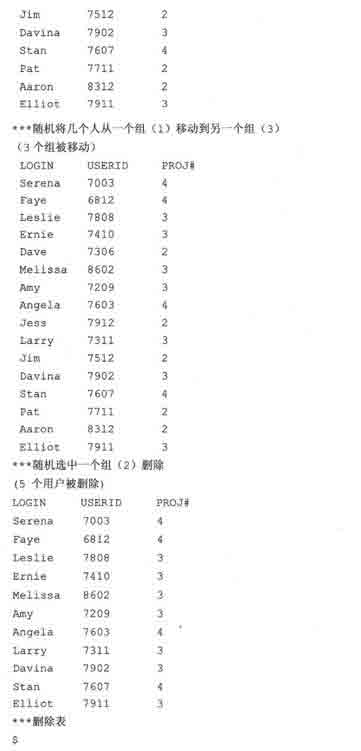 Jim 7512 2
Davina 7902 3
Stan 7607 4
Pat 7711 2
Aaron 8312 2
Elliot 7911 3
***随机将几个人从一个组（1）移动到另一个组（3）
（3 个组被移动）
LOGIN USERID PROJ#
Serena 7003 4
Faye 6812 4
Leslie 7808 3
Ernie 7410 3
Dave 7306 2
Melissa 8602 3
Amy 7209 3
Angela 7603 4
Jess 7912 2
Larry 7311 3
Jim 7512 2
Davina 7902 3
Stan 7607 4
Pat 7711 2
Aaron 8312 2
Elliot 7911 3
***随机选中一个组（2）删除
(5 个用户被删除)
LOGIN USERID PROJ#
Serena 7003 4
Faye 6812 4
Leslie 7808 3
Ernie 7410 3
Melissa 8602 3
Amy 7209 3
Angela 7603 4
Larry 7311 3
Davina 7902 3
Stan 7607 4
Elliot 7911 3
***删除表
$